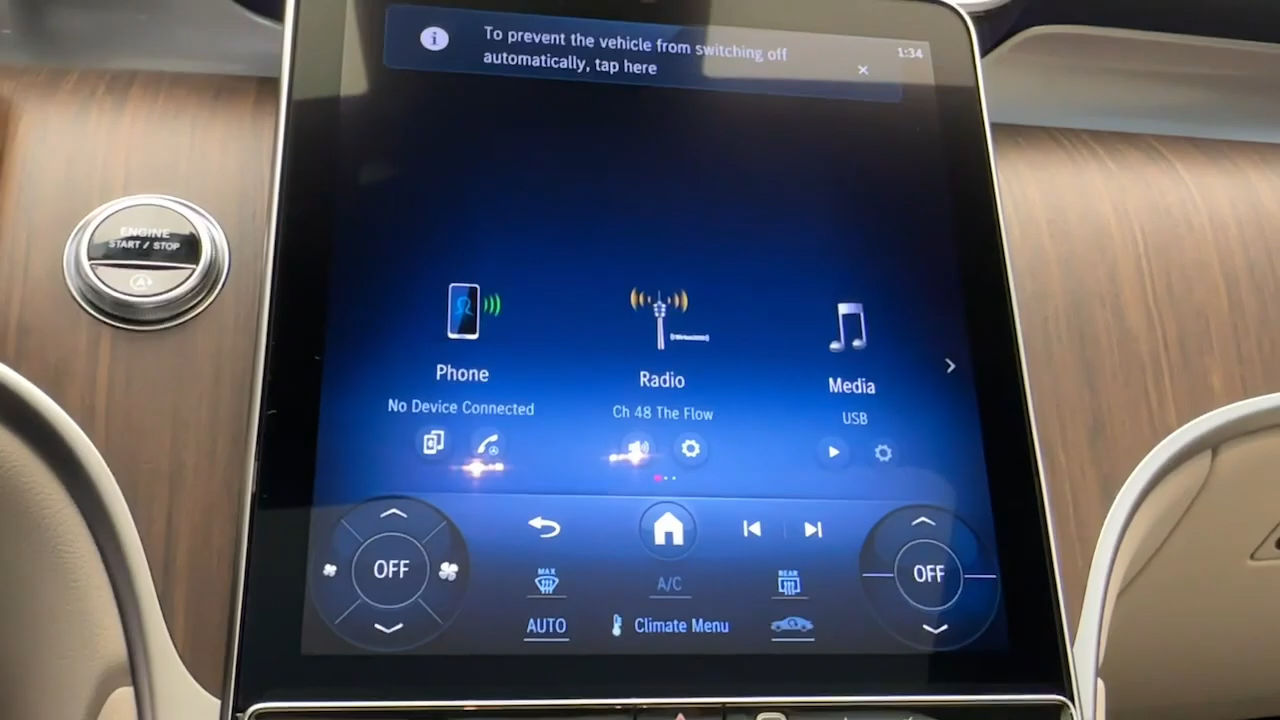 To prevent the vehicle from switching off
automatically, tap here
1:34
ENGINE
START / STOP
A
Phone
Radio
Media
No Device Connected
Ch 48 The Flow
USB
OFF
OFF
MAX
A/C
REAR
AUTO
Climate Menu